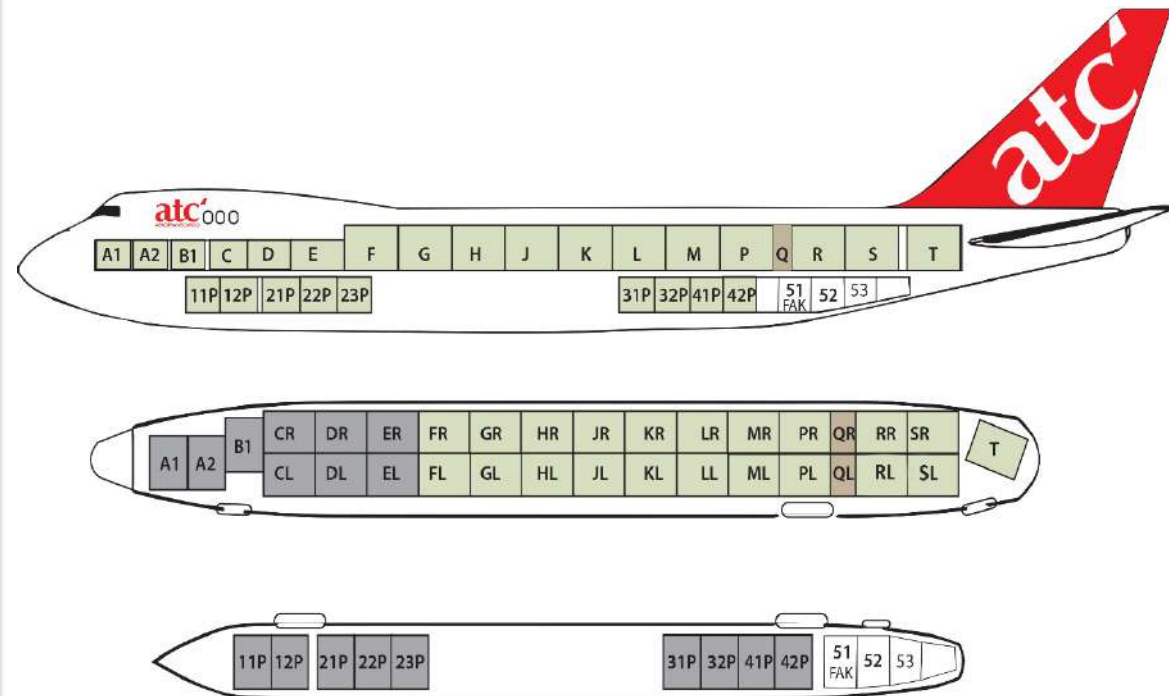 atc'
atc' 000
A1 A2 B1 C D E F G H J K L M P Q R S T
11P 12P 21P 22P 23P 31P 32P 41P 42P 51 52 53
FAK
CR DR ER FR GR HR JR KR LR MR PR QR RR SR
A1 A2 B1 T
CL DL EL FL GL HL JL KL LL ML PL QL RL SL
11P 12P 21P 22P 23P 31P 32P 41P 42P 51 52 53
FAK